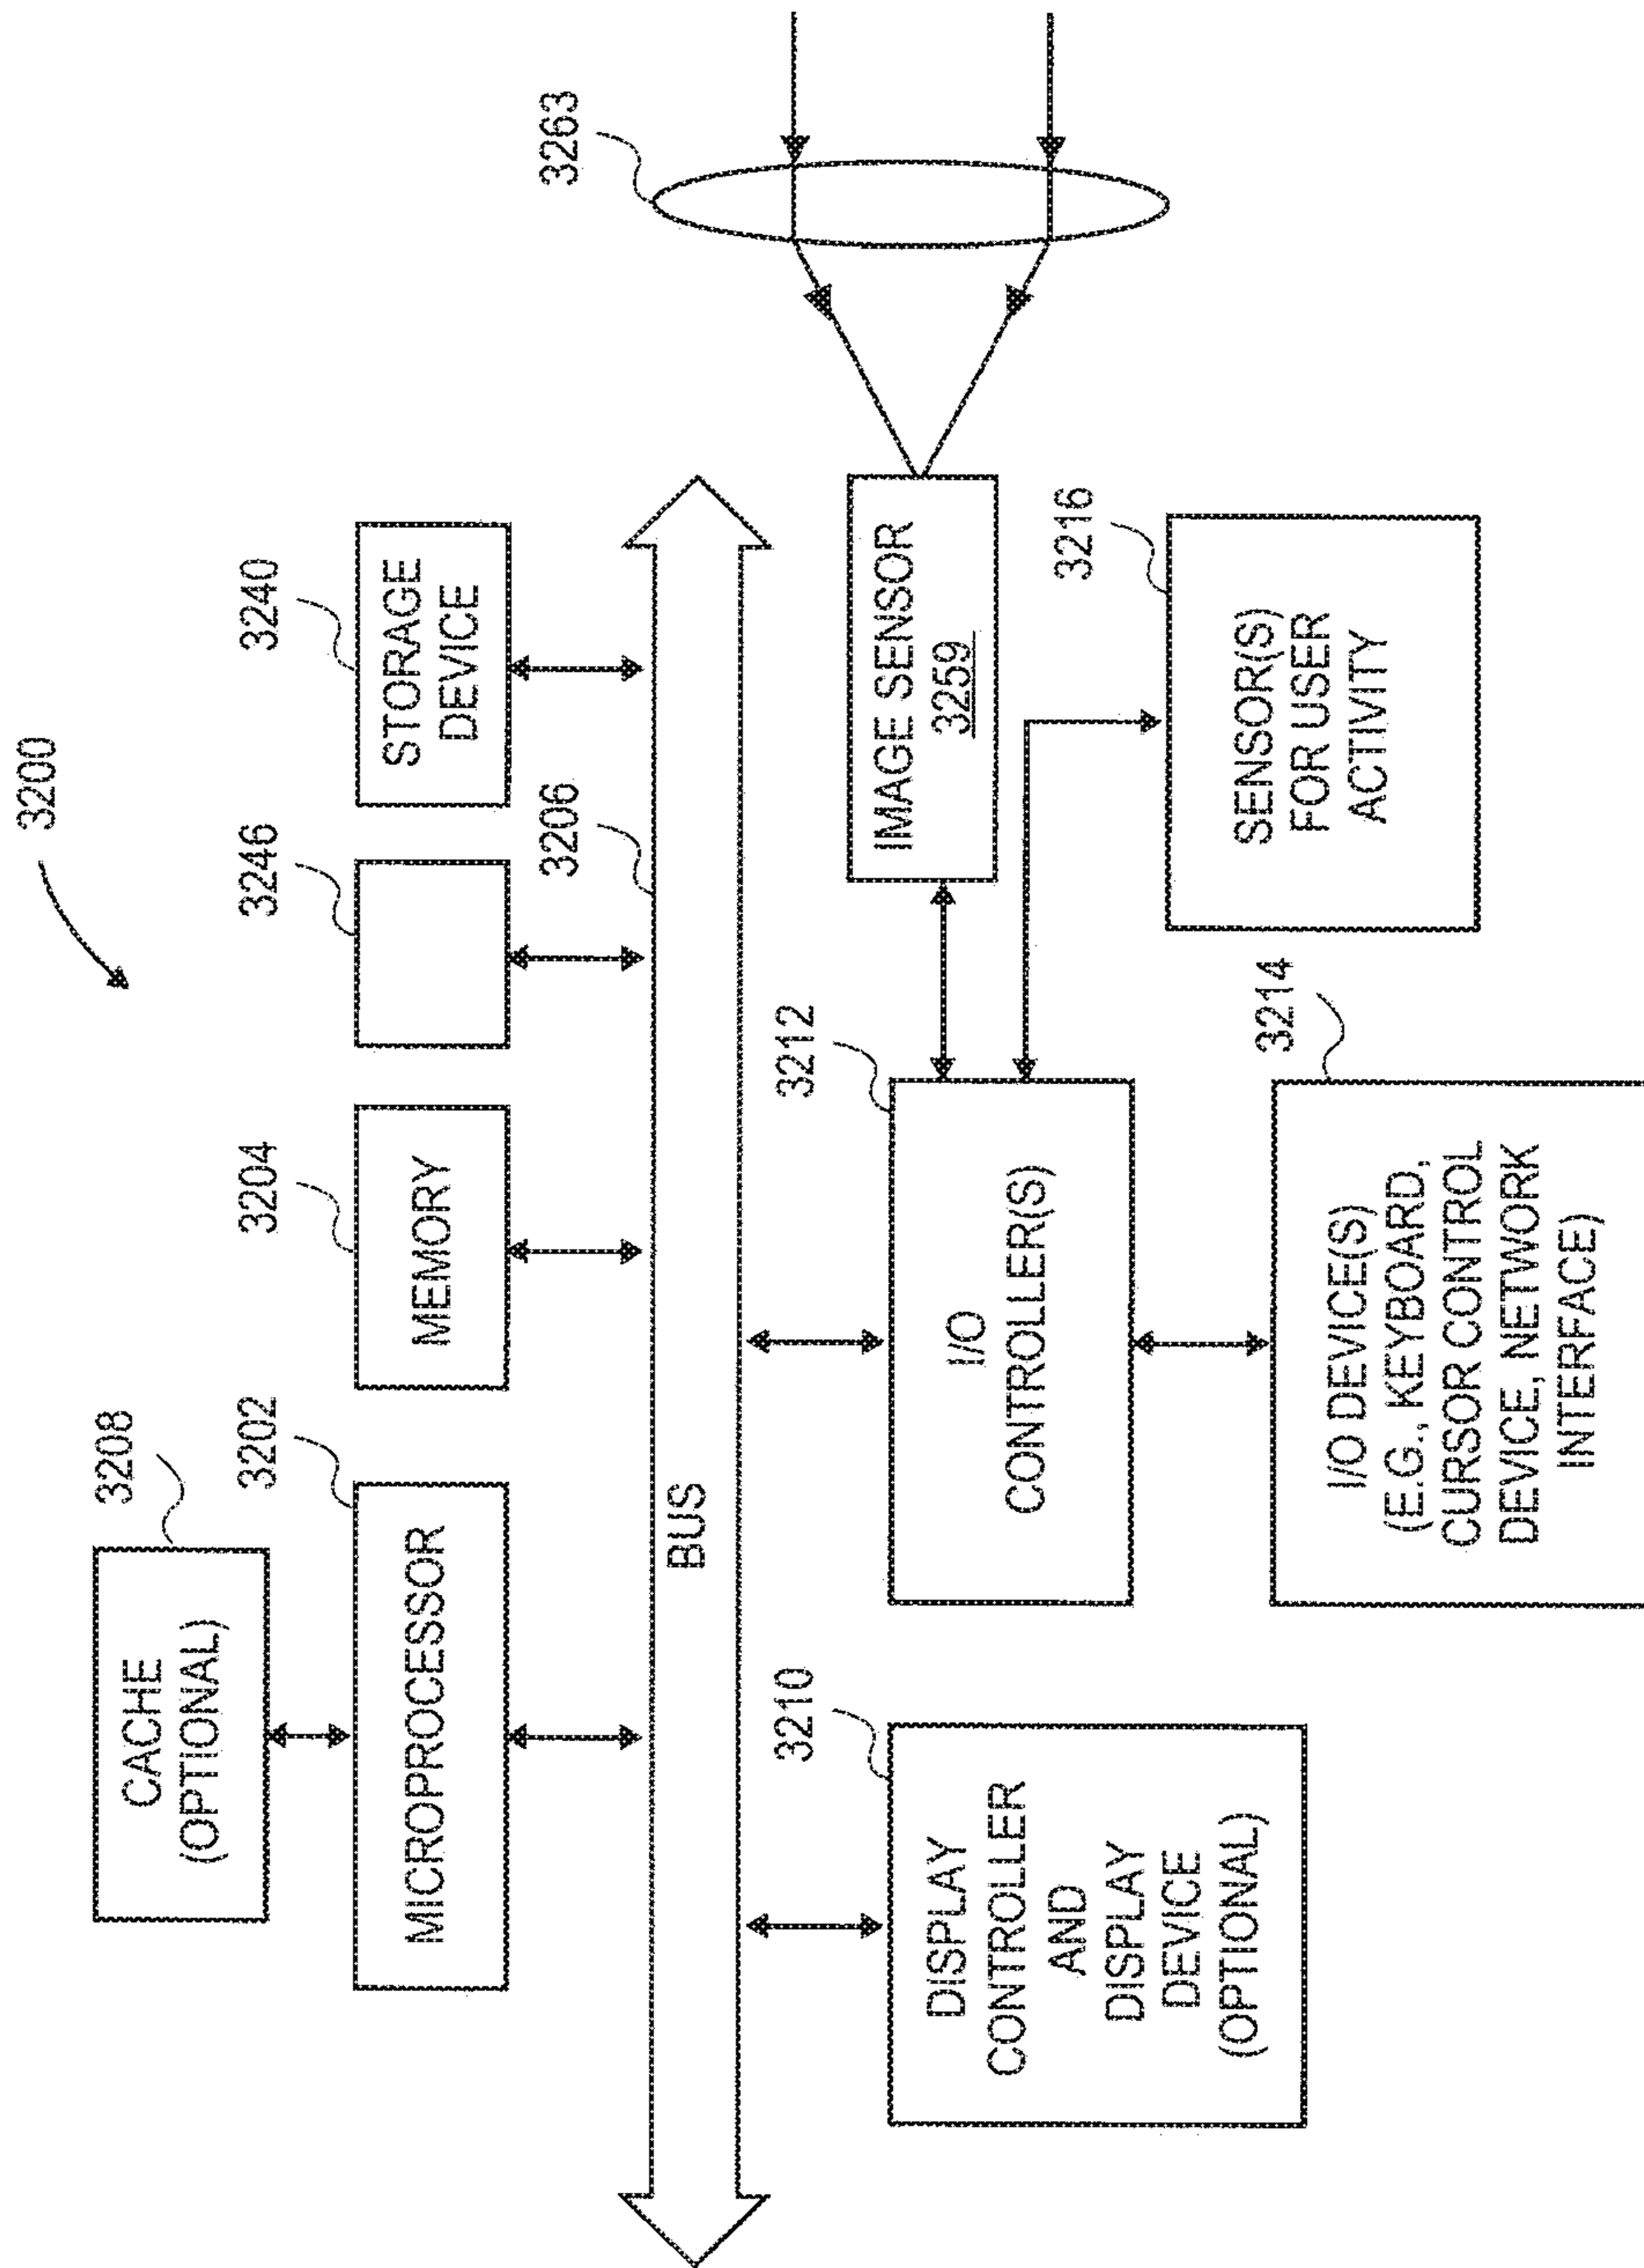 3200
3208
CACHE
(OPTIONAL)
3202
MICROPROCESSOR
3204
MEMORY
3246
3240
STORAGE
DEVICE
3206
BUS
3263
3210
DISPLAY
CONTROLLER
AND
DISPLAY
DEVICE
(OPTIONAL)
3212
I/O
CONTROLLER(S)
IMAGE SENSOR
3259
3214
I/O DEVICE(S)
(E.G., KEYBOARD,
CURSOR CONTROL
DEVICE, NETWORK
INTERFACE)
3216
SENSOR(S)
FOR USER
ACTIVITY